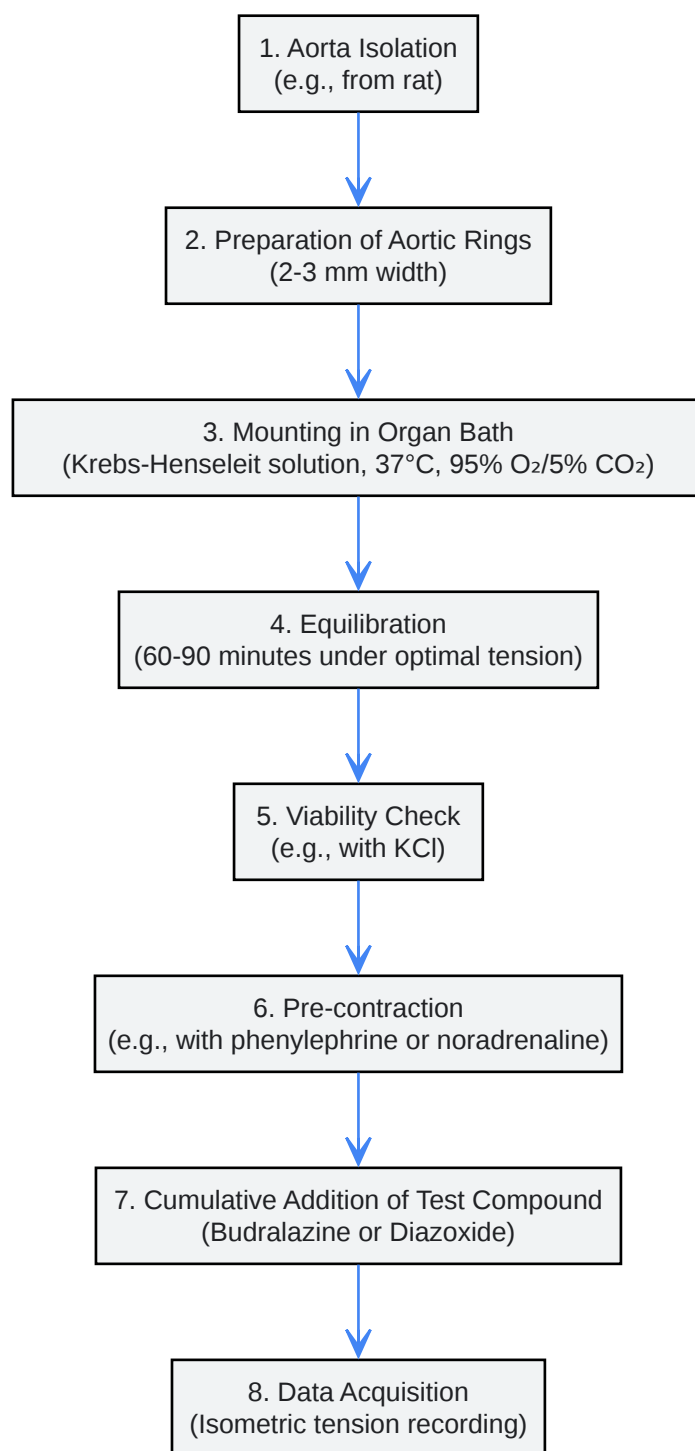 1. Aorta Isolation
(e.g., from rat)
2. Preparation of Aortic Rings
(2-3 mm width)
3. Mounting in Organ Bath
(Krebs-Henseleit solution, 37°C, 95% O₂/5% CO₂)
4. Equilibration
(60-90 minutes under optimal tension)
5. Viability Check
(e.g., with KCl)
6. Pre-contraction
(e.g., with phenylephrine or noradrenaline)
7. Cumulative Addition of Test Compound
(Budralazine or Diazoxide)
8. Data Acquisition
(Isometric tension recording)